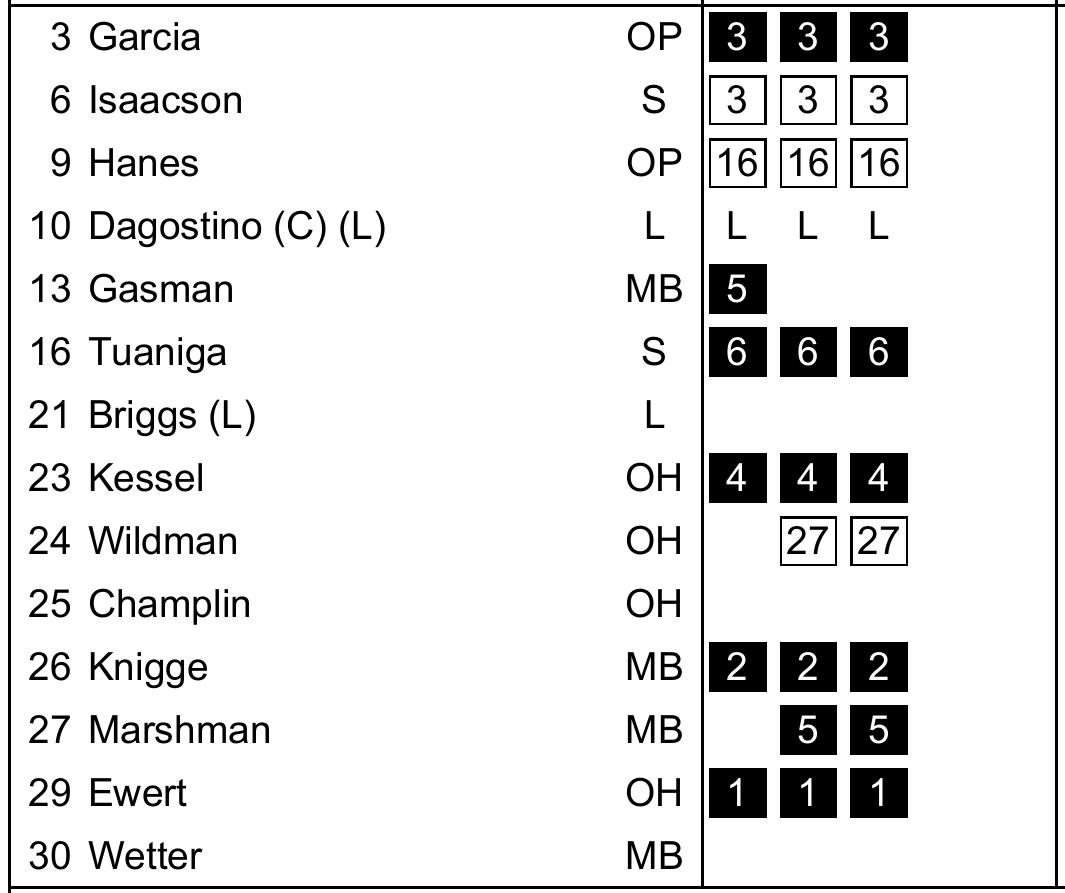 3 Garcia OP 3 3 3
6 Isaacson S 3 3 3
9 Hanes OP 16 16 16
10 Dagostino (C) (L) L L L L
13 Gasman MB 5
16 Tuaniga S 6 6 6
21 Briggs (L) L
23 Kessel OH 4 4 4
24 Wildman OH 27 27
25 Champlin OH
26 Knigge MB 2 2 2
27 Marshman MB 5 5
29 Ewert OH 1 1 1
30 Wetter MB